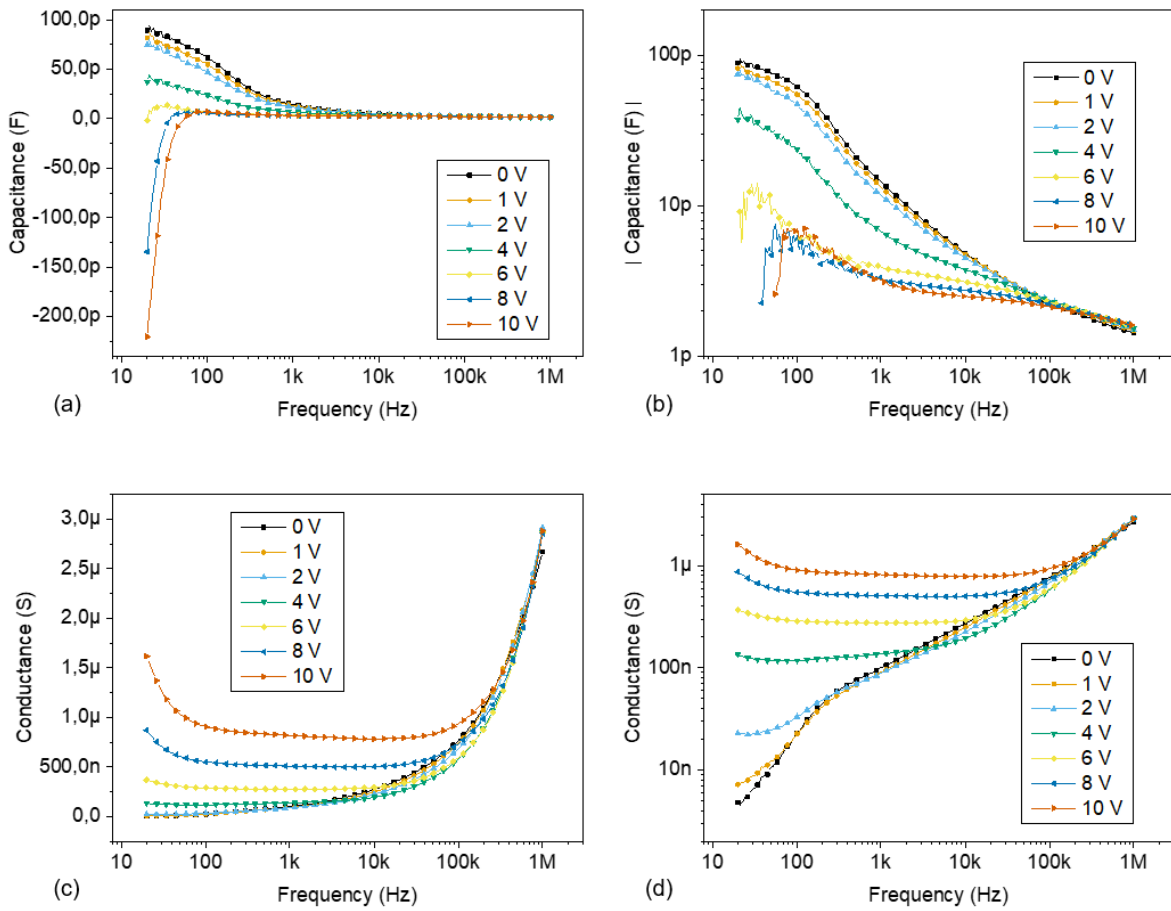 100,0p
50,0p
0,0
-50,0p
-100,0p
-150,0p
-200,0p
Capacitance (F)
0 V
1 V
2 V
4 V
6 V
8 V
10 V
10 100 1k 10k 100k 1M
Frequency (Hz)
(a)
100p
10p
1p
| Capacitance (F) |
0 V
1 V
2 V
4 V
6 V
8 V
10 V
10 100 1k 10k 100k 1M
Frequency (Hz)
(b)
3,0µ
2,5µ
2,0µ
1,5µ
1,0µ
500,0n
0,0
Conductance (S)
0 V
1 V
2 V
4 V
6 V
8 V
10 V
10 100 1k 10k 100k 1M
Frequency (Hz)
(c)
1µ
100n
10n
Conductance (S)
0 V
1 V
2 V
4 V
6 V
8 V
10 V
10 100 1k 10k 100k 1M
Frequency (Hz)
(d)